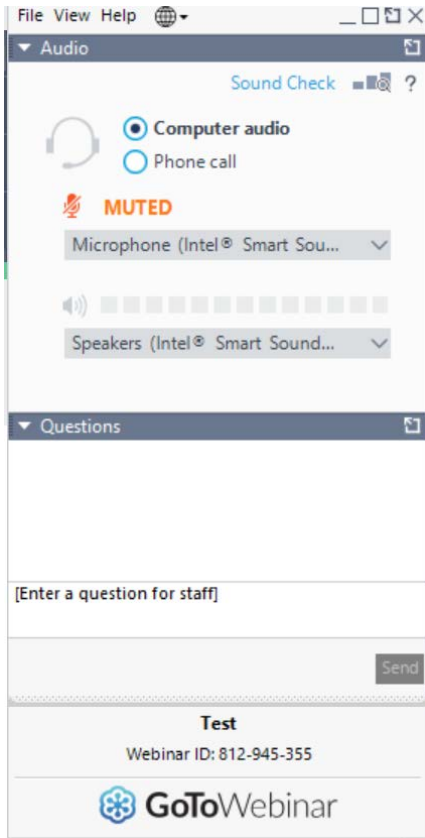 File View Help
Audio
Sound Check ?
Computer audio
Phone call
MUTED
Microphone (Intel® Smart Sou...
Speakers (Intel® Smart Sound...
Questions
[Enter a question for staff]
Send
Test
Webinar ID: 812-945-355
GoToWebinar